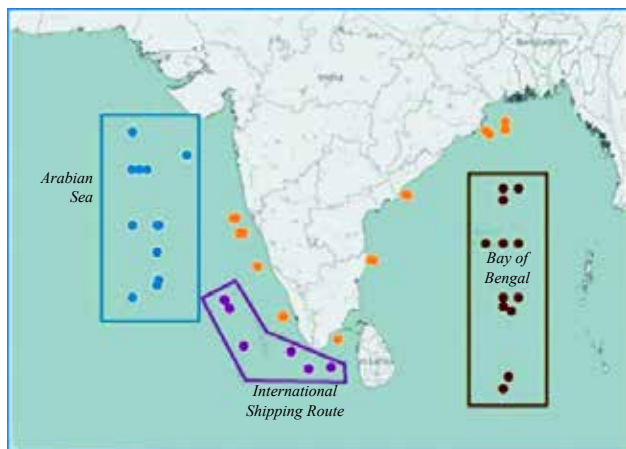 INDIA
Arabian
Sea
Bay of
Bengal
International
Shipping Route